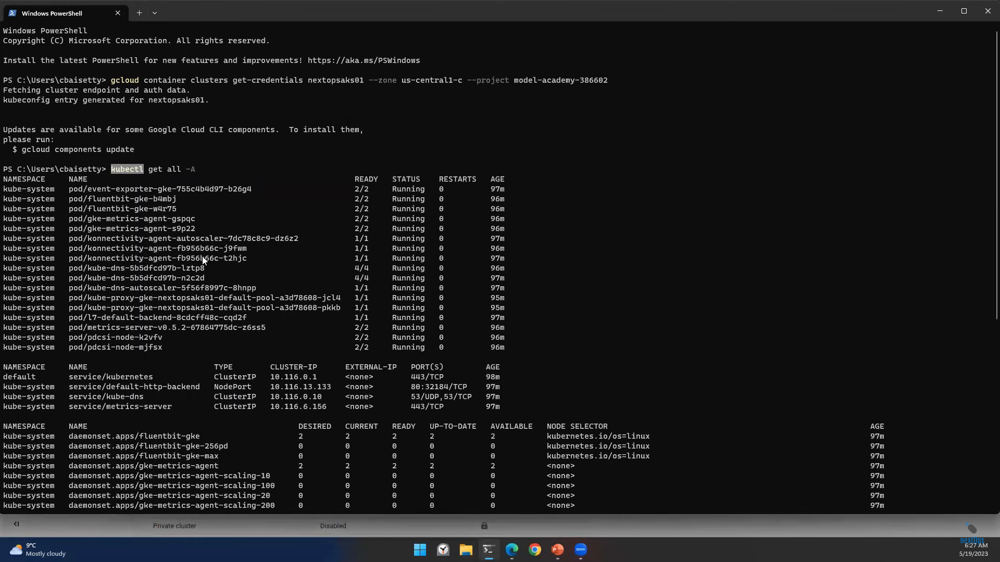 Windows PowerShell
Windows PowerShell
Copyright (C) Microsoft Corporation. All rights reserved.
Install the latest PowerShell for new features and improvements! https://aka.ms/PSWindows
PS C:\Users\cbaisetty> gcloud container clusters get-credentials nextopsaks01 --zone us-central1-c --project model-academy-386602
Fetching cluster endpoint and auth data.
kubeconfig entry generated for nextopsaks01.
Updates are available for some Google Cloud CLI components.  To install them,
please run:
$ gcloud components update
PS C:\Users\cbaisetty> kubectl get all -A
NAMESPACE NAME READY STATUS RESTARTS AGE
kube-system pod/event-exporter-gke-755c4b4d97-b26g4 2/2 Running 0 97m
kube-system pod/fluentbit-gke-b4mbj 2/2 Running 0 96m
kube-system pod/fluentbit-gke-w4r75 2/2 Running 0 96m
kube-system pod/gke-metrics-agent-gspqc 2/2 Running 0 96m
kube-system pod/gke-metrics-agent-s9p22 2/2 Running 0 96m
kube-system pod/konnectivity-agent-autoscaler-7dc78c8c9-dz6z2 1/1 Running 0 97m
kube-system pod/konnectivity-agent-fb956b66c-j9fwm 1/1 Running 0 96m
kube-system pod/konnectivity-agent-fb956b66c-t2hjc 1/1 Running 0 97m
kube-system pod/kube-dns-5b5dfcd97b-lztp8 4/4 Running 0 96m
kube-system pod/kube-dns-5b5dfcd97b-n2c2d 4/4 Running 0 97m
kube-system pod/kube-dns-autoscaler-5f56f8997c-8hnpp 1/1 Running 0 97m
kube-system pod/kube-proxy-gke-nextopsaks01-default-pool-a3d78608-jcl4 1/1 Running 0 95m
kube-system pod/kube-proxy-gke-nextopsaks01-default-pool-a3d78608-pkkb 1/1 Running 0 95m
kube-system pod/l7-default-backend-8cdcff48c-cqd2f 1/1 Running 0 97m
kube-system pod/metrics-server-v0.5.2-67864775dc-z6ss5 2/2 Running 0 96m
kube-system pod/pdcsi-node-k2vfv 2/2 Running 0 96m
kube-system pod/pdcsi-node-mjfsx 2/2 Running 0 96m
NAMESPACE NAME TYPE CLUSTER-IP EXTERNAL-IP PORT(S) AGE
default service/kubernetes ClusterIP 10.116.0.1 <none> 443/TCP 98m
kube-system service/default-http-backend NodePort 10.116.13.133 <none> 80:32184/TCP 97m
kube-system service/kube-dns ClusterIP 10.116.0.10 <none> 53/UDP,53/TCP 97m
kube-system service/metrics-server ClusterIP 10.116.6.156 <none> 443/TCP 97m
NAMESPACE NAME DESIRED CURRENT READY UP-TO-DATE AVAILABLE NODE SELECTOR AGE
kube-system daemonset.apps/fluentbit-gke 2 2 2 2 2 kubernetes.io/os=linux 97m
kube-system daemonset.apps/fluentbit-gke-256pd 0 0 0 0 0 kubernetes.io/os=linux 97m
kube-system daemonset.apps/fluentbit-gke-max 0 0 0 0 0 kubernetes.io/os=linux 97m
kube-system daemonset.apps/gke-metrics-agent 2 2 2 2 2 <none> 97m
kube-system daemonset.apps/gke-metrics-agent-scaling-10 0 0 0 0 0 <none> 97m
kube-system daemonset.apps/gke-metrics-agent-scaling-100 0 0 0 0 0 <none> 97m
kube-system daemonset.apps/gke-metrics-agent-scaling-20 0 0 0 0 0 <none> 97m
kube-system daemonset.apps/gke-metrics-agent-scaling-200 0 0 0 0 0 <none> 97m
Private cluster Disabled
nextOps
9°C
Mostly cloudy
zoom
6:27 AM
5/19/2023